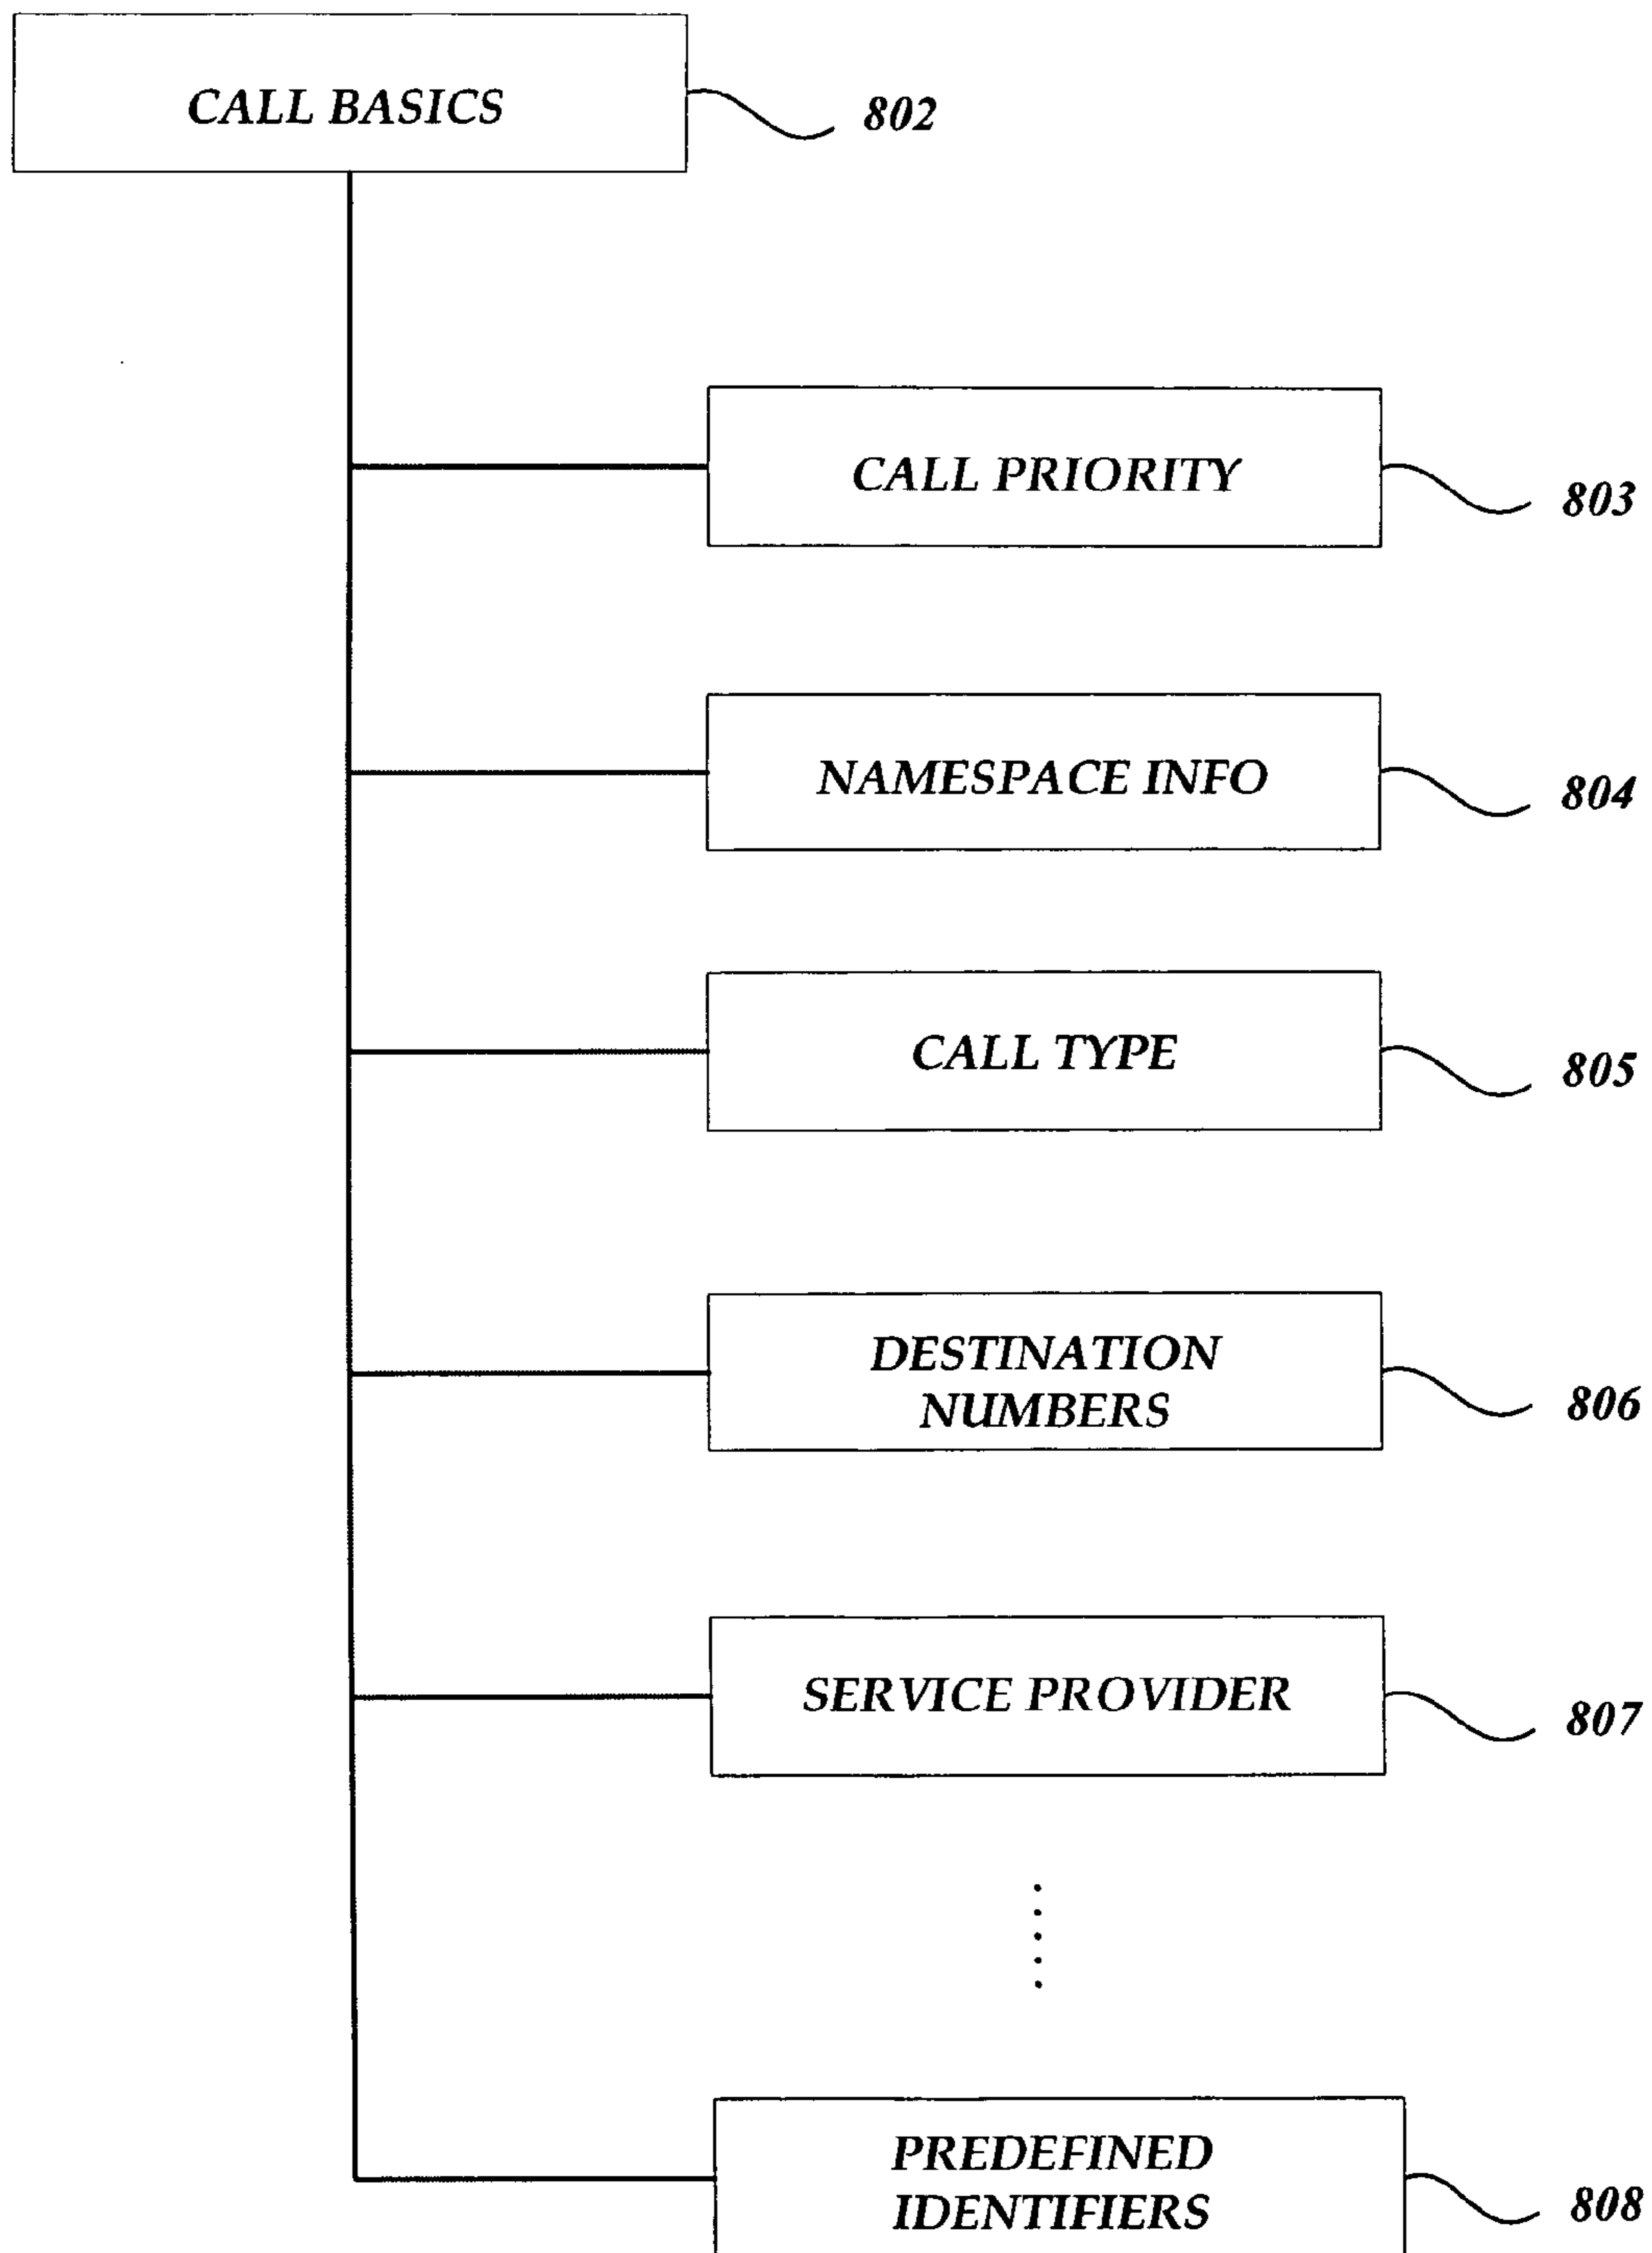 CALL BASICS
802
CALL PRIORITY
803
NAMESPACE INFO
804
CALL TYPE
805
DESTINATION
NUMBERS
806
SERVICE PROVIDER
807
PREDEFINED
IDENTIFIERS
808